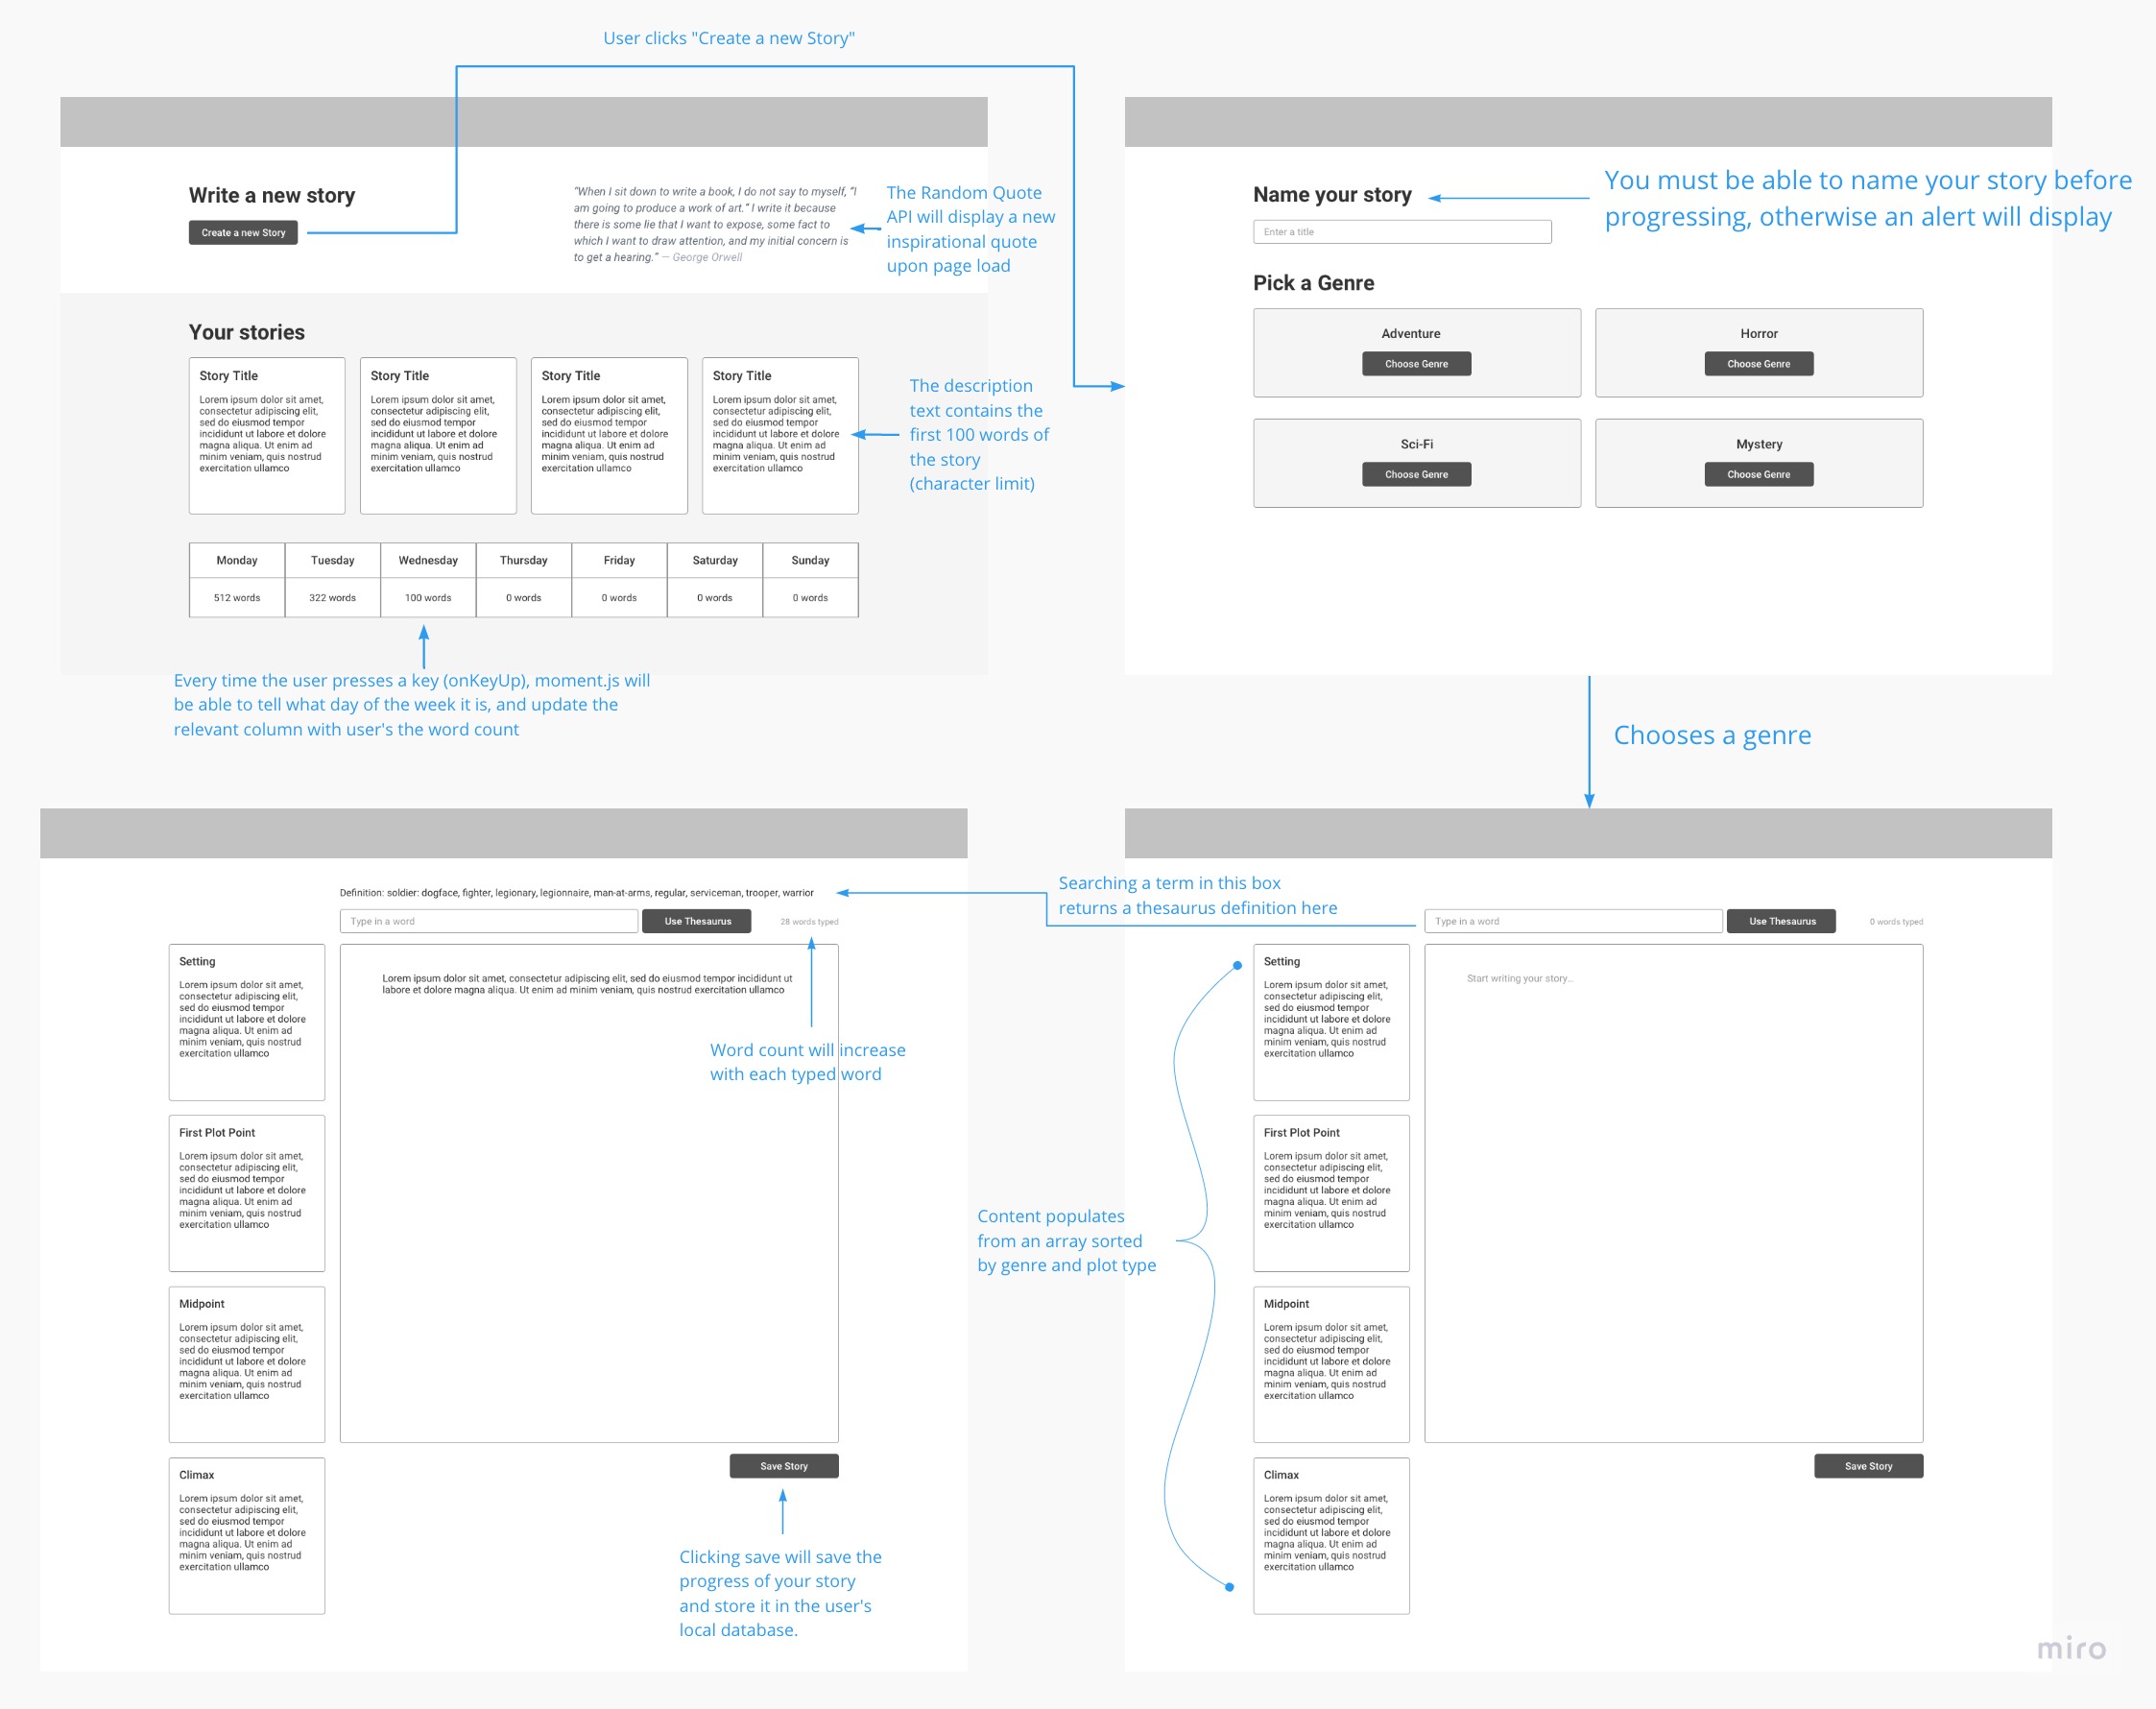 User clicks "Create a new Story"
Write a new story
Create a new Story
“When I sit down to write a book, I do not say to myself, “I
am going to produce a work of art.” I write it because
there is some lie that I want to expose, some fact to
which I want to draw attention, and my initial concern is
to get a hearing.” — George Orwell
The Random Quote
API will display a new
inspirational quote
upon page load
Your stories
Story Title
Lorem ipsum dolor sit amet,
consectetur adipiscing elit,
sed do eiusmod tempor
incididunt ut labore et dolore
magna aliqua. Ut enim ad
minim veniam, quis nostrud
exercitation ullamco
Story Title
Lorem ipsum dolor sit amet,
consectetur adipiscing elit,
sed do eiusmod tempor
incididunt ut labore et dolore
magna aliqua. Ut enim ad
minim veniam, quis nostrud
exercitation ullamco
Story Title
Lorem ipsum dolor sit amet,
consectetur adipiscing elit,
sed do eiusmod tempor
incididunt ut labore et dolore
magna aliqua. Ut enim ad
minim veniam, quis nostrud
exercitation ullamco
Story Title
Lorem ipsum dolor sit amet,
consectetur adipiscing elit,
sed do eiusmod tempor
incididunt ut labore et dolore
magna aliqua. Ut enim ad
minim veniam, quis nostrud
exercitation ullamco
The description
text contains the
first 100 words of
the story
(character limit)
Monday Tuesday Wednesday Thursday Friday Saturday Sunday
512 words 322 words 100 words 0 words 0 words 0 words 0 words
Every time the user presses a key (onKeyUp), moment.js will
be able to tell what day of the week it is, and update the
relevant column with user's the word count
Name your story
Enter a title
You must be able to name your story before
progressing, otherwise an alert will display
Pick a Genre
Adventure
Choose Genre
Horror
Choose Genre
Sci-Fi
Choose Genre
Mystery
Choose Genre
Chooses a genre
Definition: soldier: dogface, fighter, legionary, legionnaire, man-at-arms, regular, serviceman, trooper, warrior
Type in a word
Use Thesaurus
28 words typed
Setting
Lorem ipsum dolor sit amet,
consectetur adipiscing elit,
sed do eiusmod tempor
incididunt ut labore et dolore
magna aliqua. Ut enim ad
minim veniam, quis nostrud
exercitation ullamco
First Plot Point
Lorem ipsum dolor sit amet,
consectetur adipiscing elit,
sed do eiusmod tempor
incididunt ut labore et dolore
magna aliqua. Ut enim ad
minim veniam, quis nostrud
exercitation ullamco
Midpoint
Lorem ipsum dolor sit amet,
consectetur adipiscing elit,
sed do eiusmod tempor
incididunt ut labore et dolore
magna aliqua. Ut enim ad
minim veniam, quis nostrud
exercitation ullamco
Climax
Lorem ipsum dolor sit amet,
consectetur adipiscing elit,
sed do eiusmod tempor
incididunt ut labore et dolore
magna aliqua. Ut enim ad
minim veniam, quis nostrud
exercitation ullamco
Lorem ipsum dolor sit amet, consectetur adipiscing elit, sed do eiusmod tempor incididunt ut
labore et dolore magna aliqua. Ut enim ad minim veniam, quis nostrud exercitation ullamco
Word count will increase
with each typed word
Save Story
Clicking save will save the
progress of your story
and store it in the user's
local database.
Searching a term in this box
returns a thesaurus definition here
Type in a word
Use Thesaurus
0 words typed
Content populates
from an array sorted
by genre and plot type
Setting
Lorem ipsum dolor sit amet,
consectetur adipiscing elit,
sed do eiusmod tempor
incididunt ut labore et dolore
magna aliqua. Ut enim ad
minim veniam, quis nostrud
exercitation ullamco
First Plot Point
Lorem ipsum dolor sit amet,
consectetur adipiscing elit,
sed do eiusmod tempor
incididunt ut labore et dolore
magna aliqua. Ut enim ad
minim veniam, quis nostrud
exercitation ullamco
Midpoint
Lorem ipsum dolor sit amet,
consectetur adipiscing elit,
sed do eiusmod tempor
incididunt ut labore et dolore
magna aliqua. Ut enim ad
minim veniam, quis nostrud
exercitation ullamco
Climax
Lorem ipsum dolor sit amet,
consectetur adipiscing elit,
sed do eiusmod tempor
incididunt ut labore et dolore
magna aliqua. Ut enim ad
minim veniam, quis nostrud
exercitation ullamco
Start writing your story...
Save Story
miro